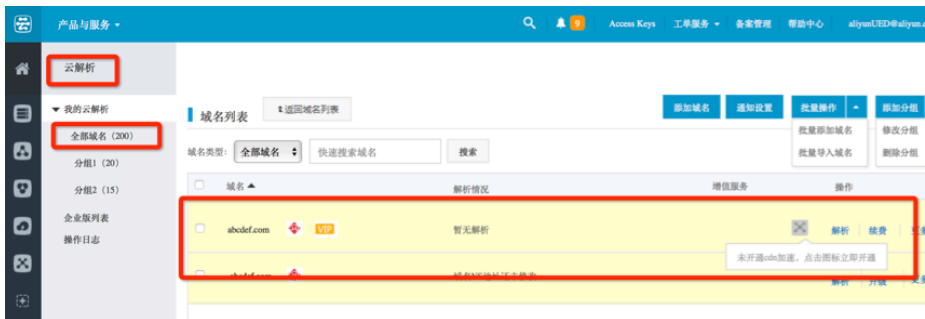 产品与服务
9
Access Keys 工单服务 备案管理 帮助中心 aliyunUED@aliyun.
云解析
我的云解析
全部域名（200）
分组1（20）
分组2（15）
企业版列表
操作日志
域名列表 返回域名列表 添加域名 通知设置 批量操作 添加分组
批量添加域名 修改分组
批量导入域名 删除分组
域名类型： 全部域名 快速搜索域名 搜索
域名 解析情况 增值服务 操作
abcdef.com VIP 暂无解析 解析 续费
未开通cdn加速，点击图标立即开通
abcdef.com 解析 升级